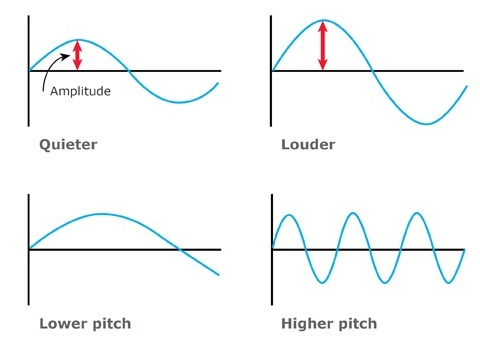 Amplitude
Quieter
Louder
Lower pitch
Higher pitch